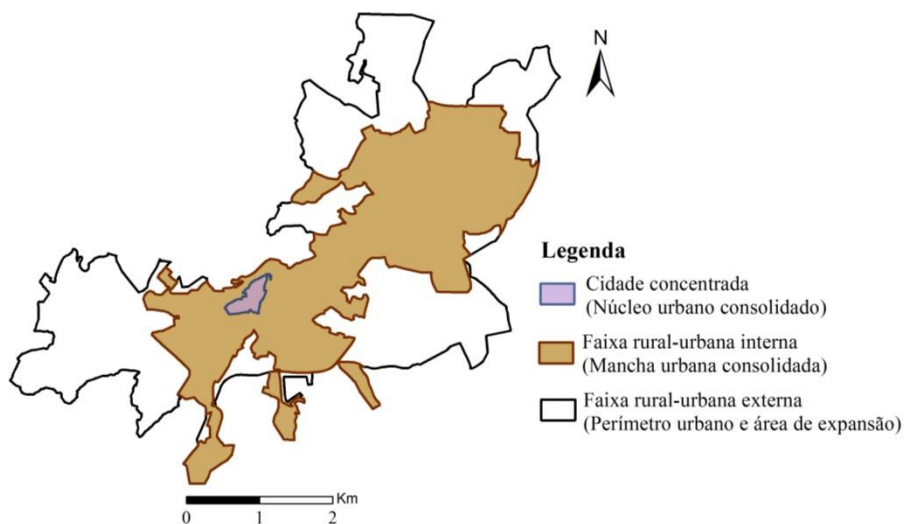 N
Legenda
Cidade concentrada
(Núcleo urbano consolidado)
Faixa rural-urbana interna
(Mancha urbana consolidada)
Faixa rural-urbana externa
(Perímetro urbano e área de expansão)
Km
0 1 2